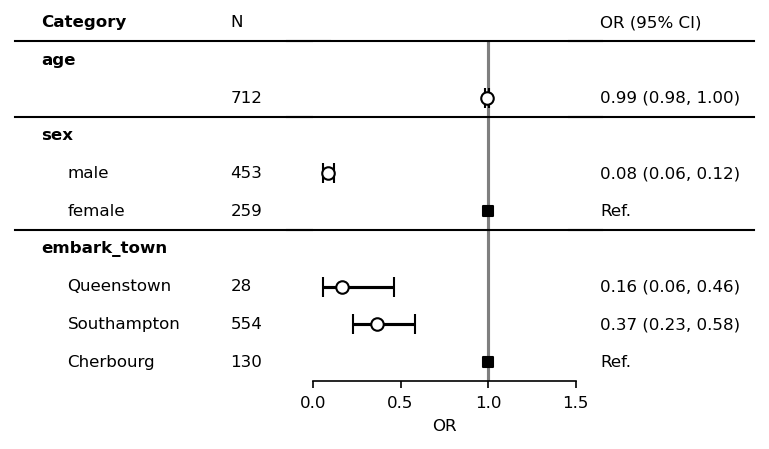 Category N OR (95% CI)
age
712 0.99 (0.98, 1.00)
sex
male 453 0.08 (0.06, 0.12)
female 259 Ref.
embark_town
Queenstown 28 0.16 (0.06, 0.46)
Southampton 554 0.37 (0.23, 0.58)
Cherbourg 130 Ref.
0.0 0.5 1.0 1.5
OR